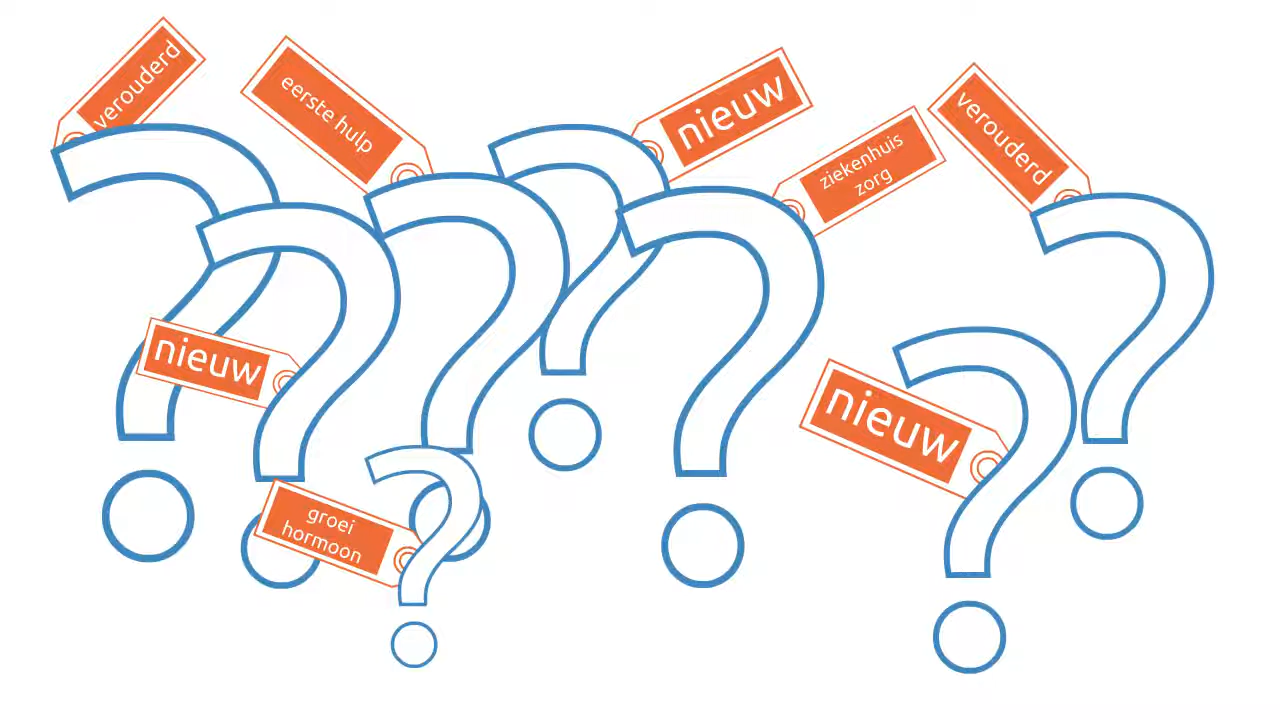 verouderd
eerste hulp
nieuw
ziekenhuis
zorg
verouderd
nieuw
nieuw
groei
hormoon